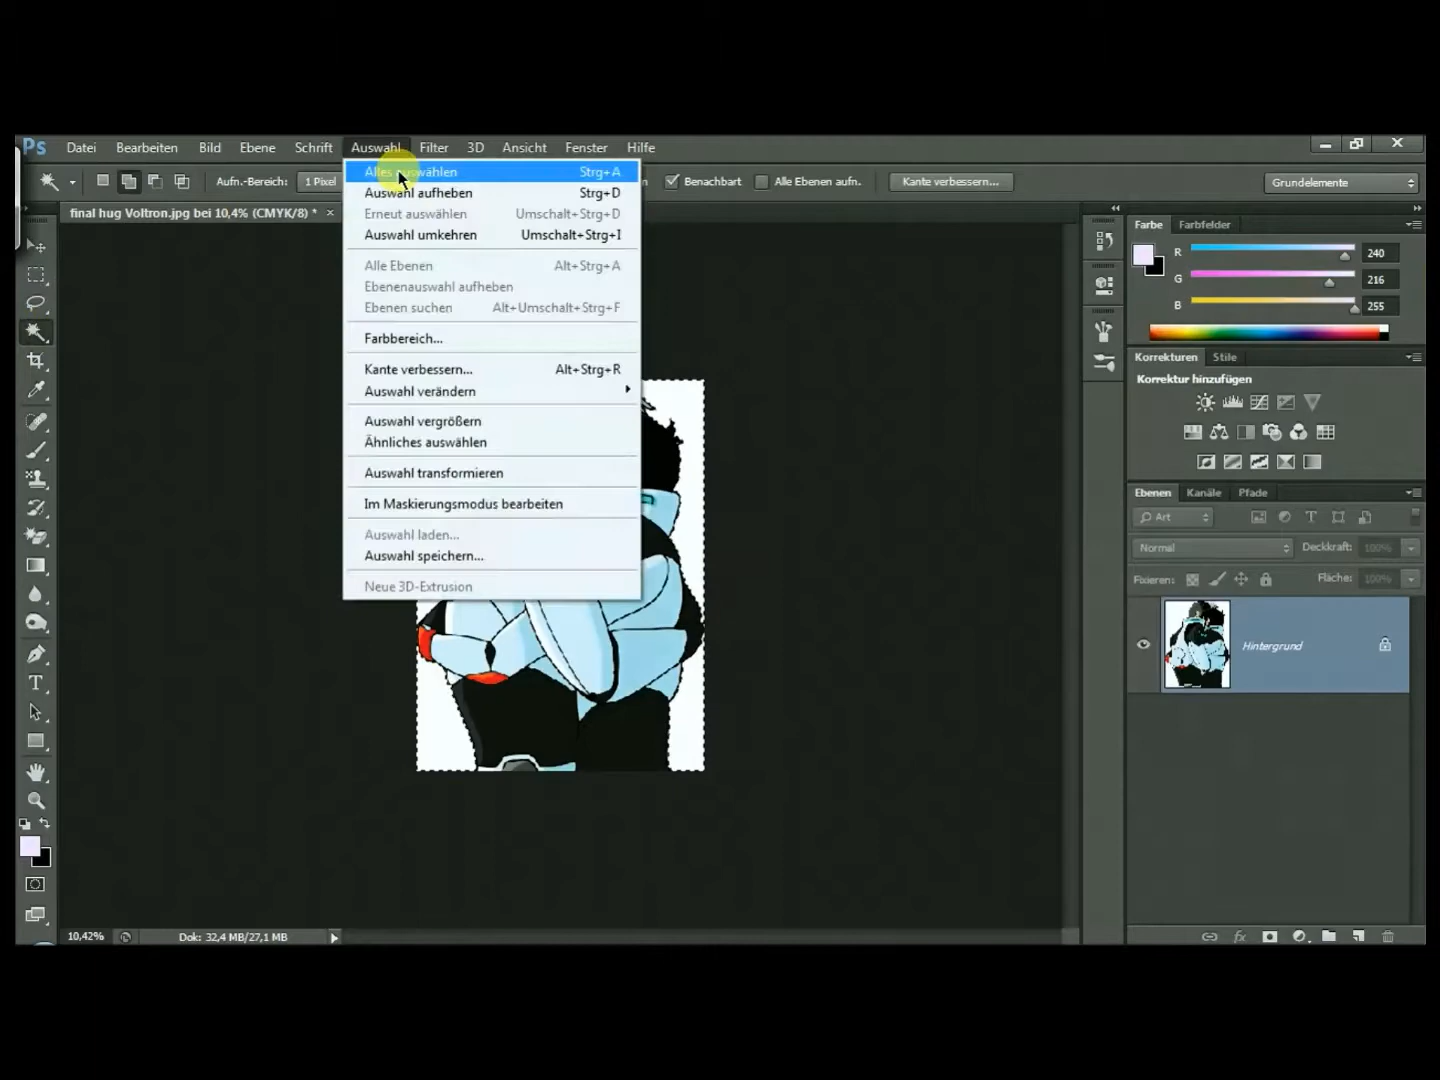 Ps Datei Bearbeiten Bild Ebene Schrift Auswahl Filter 3D Ansicht Fenster Hilfe
Aufn.-Bereich: 1 Pixel Benachbart Alle Ebenen aufn. Kante verbessern... Grundelemente
final hug Voltron.jpg bei 10,4% (CMYK/8) *
Alles auswählen Strg+A
Auswahl aufheben Strg+D
Erneut auswählen Umschalt+Strg+D
Auswahl umkehren Umschalt+Strg+I
Alle Ebenen Alt+Strg+A
Ebenenauswahl aufheben
Ebenen suchen Alt+Umschalt+Strg+F
Farbbereich...
Kante verbessern... Alt+Strg+R
Auswahl verändern
Auswahl vergrößern
Ähnliches auswählen
Auswahl transformieren
Im Maskierungsmodus bearbeiten
Auswahl laden...
Auswahl speichern...
Neue 3D-Extrusion
Farbe Farbfelder
R 240
G 216
B 255
Korrekturen Stile
Korrektur hinzufügen
Ebenen Kanäle Pfade
Art
Normal Deckkraft: 100%
Fixieren: Fläche: 100%
Hintergrund
fx
10,42% Dok: 32,4 MB/27,1 MB